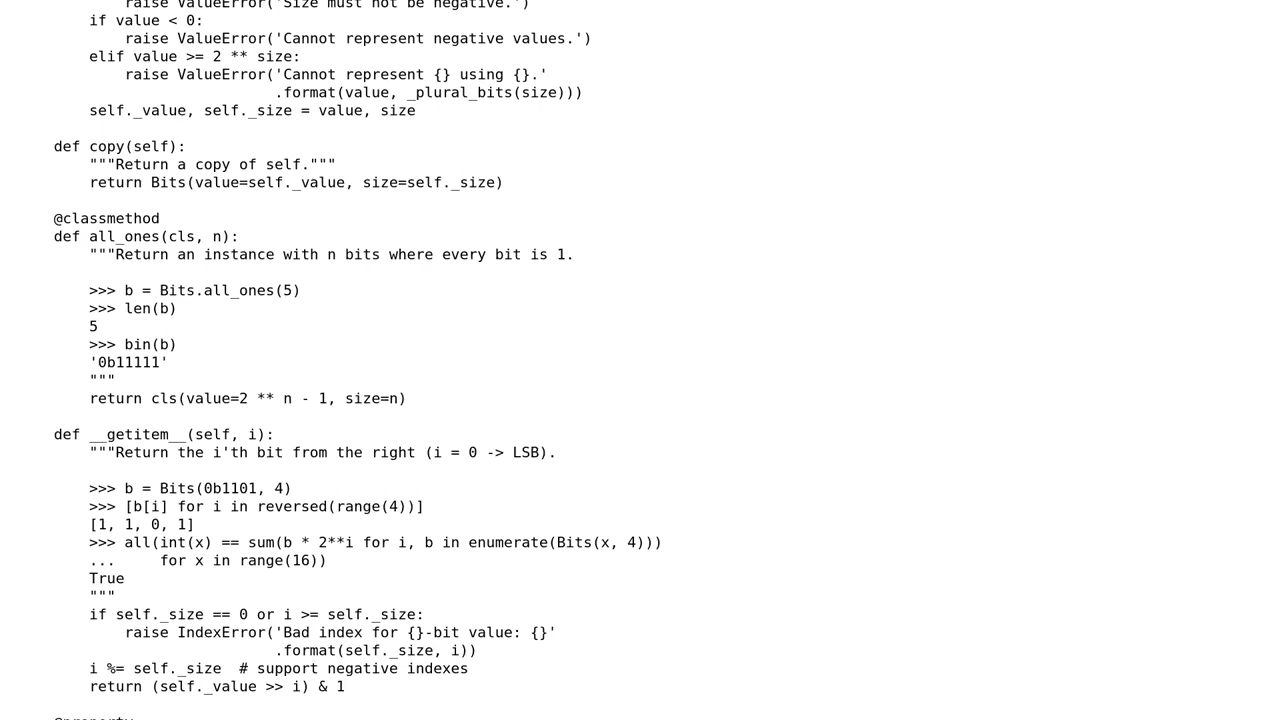 raise ValueError('Size must not be negative.')
        if value < 0:
            raise ValueError('Cannot represent negative values.')
        elif value >= 2 ** size:
            raise ValueError('Cannot represent {} using {}.'
                             .format(value, _plural_bits(size)))
        self._value, self._size = value, size

    def copy(self):
        """Return a copy of self."""
        return Bits(value=self._value, size=self._size)

    @classmethod
    def all_ones(cls, n):
        """Return an instance with n bits where every bit is 1.

        >>> b = Bits.all_ones(5)
        >>> len(b)
        5
        >>> bin(b)
        '0b11111'
        """
        return cls(value=2 ** n - 1, size=n)

    def __getitem__(self, i):
        """Return the i'th bit from the right (i = 0 -> LSB).

        >>> b = Bits(0b1101, 4)
        >>> [b[i] for i in reversed(range(4))]
        [1, 1, 0, 1]
        >>> all(int(x) == sum(b * 2**i for i, b in enumerate(Bits(x, 4)))
        ...     for x in range(16))
        True
        """
        if self._size == 0 or i >= self._size:
            raise IndexError('Bad index for {}-bit value: {}'
                             .format(self._size, i))
        i %= self._size  # support negative indexes
        return (self._value >> i) & 1

    @property